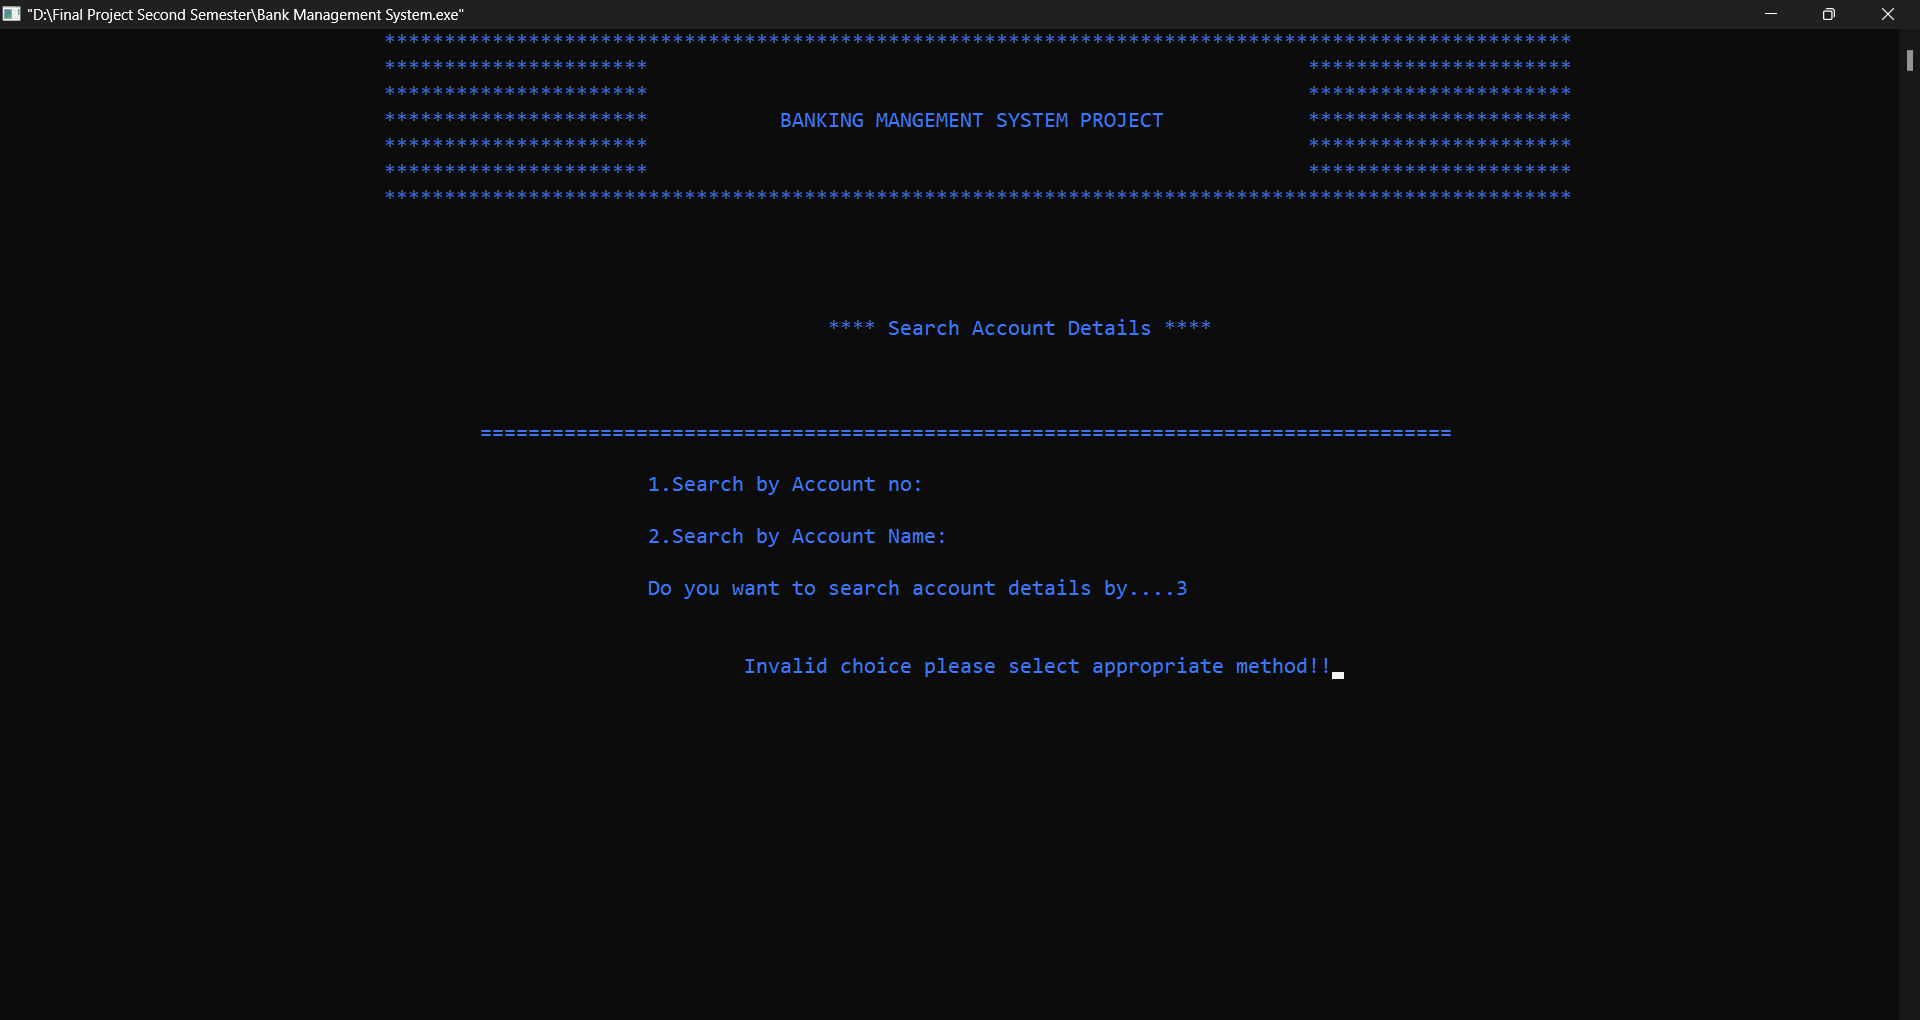 "D:\Final Project Second Semester\Bank Management System.exe"
***************************************************************************************************
********************** **********************
********************** **********************
********************** BANKING MANGEMENT SYSTEM PROJECT **********************
********************** **********************
********************** **********************
***************************************************************************************************
**** Search Account Details ****
=================================================================================
1.Search by Account no:
2.Search by Account Name:
Do you want to search account details by....3
Invalid choice please select appropriate method!!